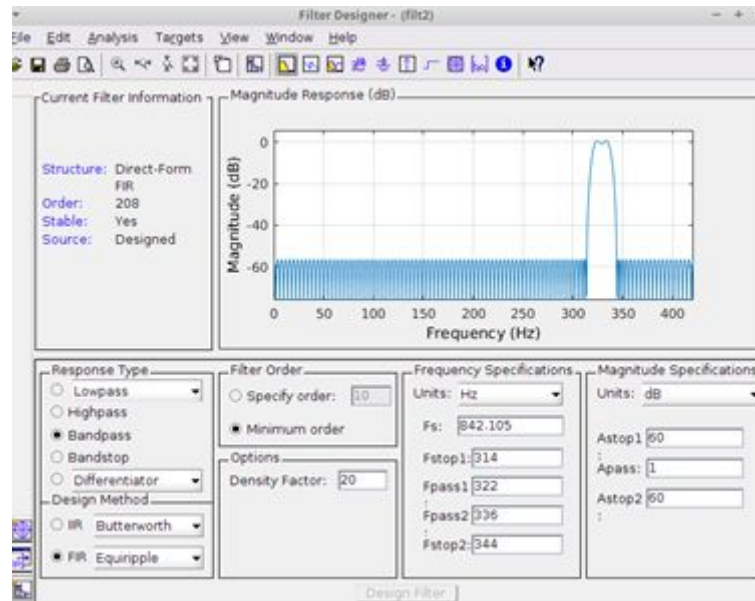 Filter Designer - (filt2)
File Edit Analysis Targets View Window Help
Current Filter Information
Structure: Direct-Form
FIR
Order: 208
Stable: Yes
Source: Designed
Magnitude Response (dB)
Magnitude (dB)
0
-20
-40
-60
0 50 100 150 200 250 300 350 400
Frequency (Hz)
Response Type
Lowpass
Highpass
Bandpass
Bandstop
Differentiator
Design Method
IIR Butterworth
FIR Equiripple
Filter Order
Specify order: 10
Minimum order
Options
Density Factor: 20
Frequency Specifications
Units: Hz
Fs: 842.105
Fstop1: 314
Fpass1: 322
Fpass2: 336
Fstop2: 344
Magnitude Specifications
Units: dB
Astop1: 60
Apass: 1
Astop2: 60
Design Filter